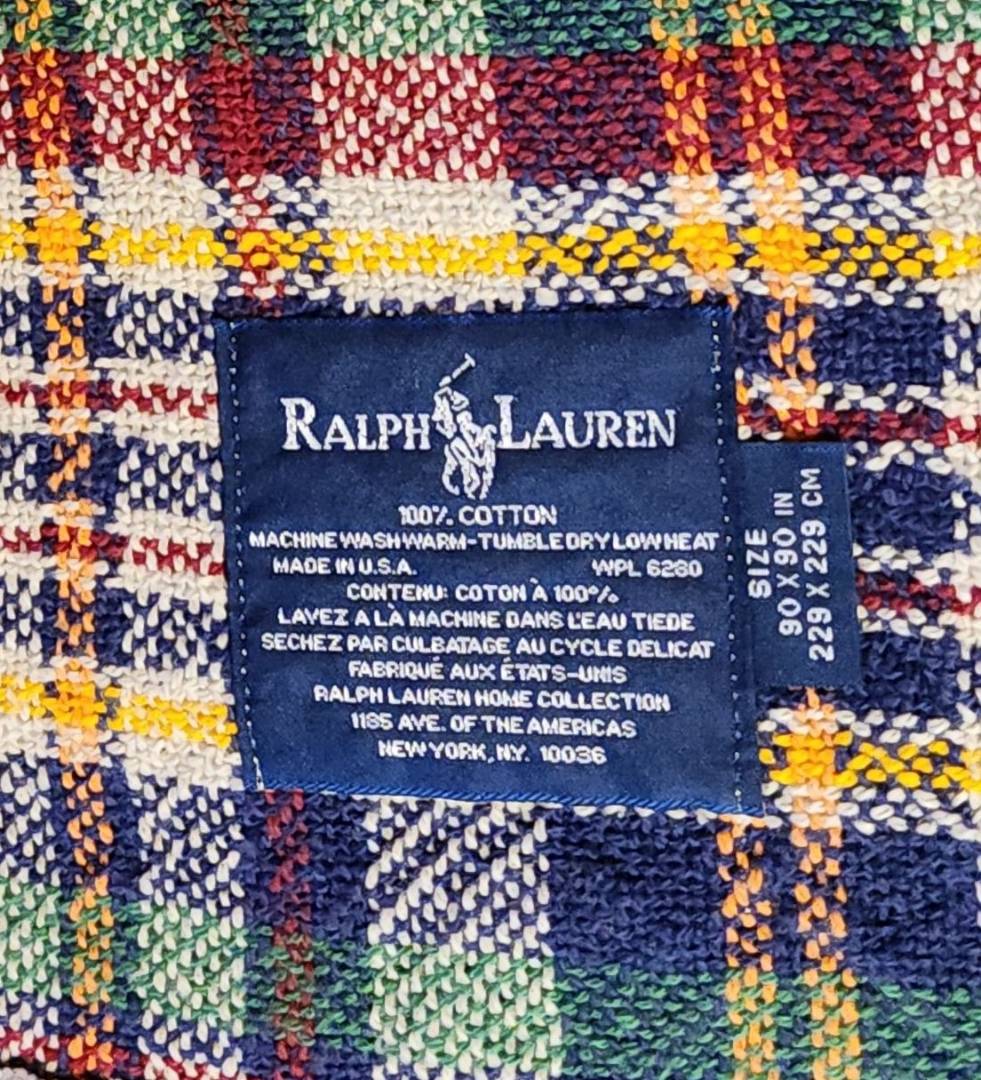 RALPH LAUREN
100% COTTON
MACHINE WASH WARM-TUMBLE DRY LOW HEAT
MADE IN U.S.A. WPL 6280
CONTENU: COTON À 100%
LAVEZ A LÀ MACHINE DANS L'EAU TIEDE
SECHEZ PAR CULBATAGE AU CYCLE DELICAT
FABRIQUÉ AUX ÉTATS-UNIS
RALPH LAUREN HOME COLLECTION
1185 AVE. OF THE AMERICAS
NEW YORK, N.Y. 10036
SIZE
90 X 90 IN
229 X 229 CM